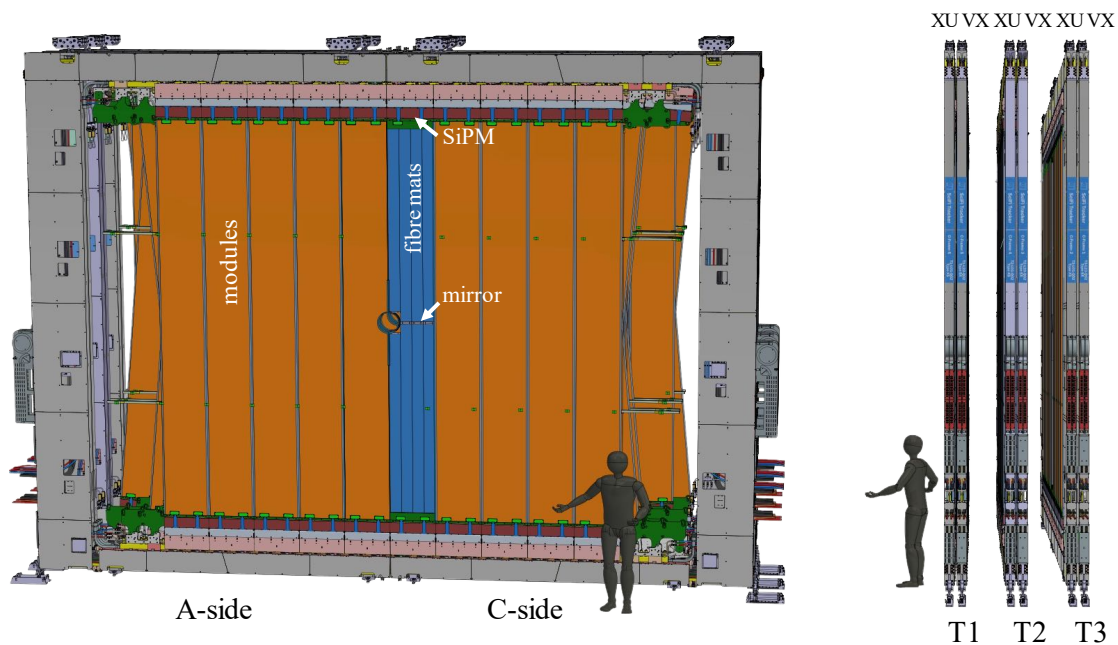 XU VX XU VX XU VX
SiPM
fibre mats
modules
mirror
A-side
C-side
T1
T2
T3